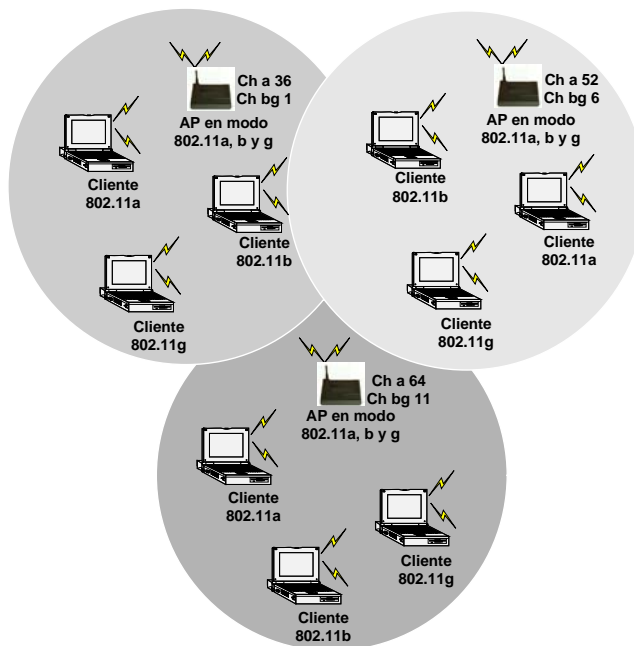 Ch a 36
Ch bg 1
AP en modo
802.11a, b y g
Cliente
802.11a
Cliente
802.11b
Cliente
802.11g
Ch a 52
Ch bg 6
AP en modo
802.11a, b y g
Cliente
802.11b
Cliente
802.11a
Cliente
802.11g
Ch a 64
Ch bg 11
AP en modo
802.11a, b y g
Cliente
802.11a
Cliente
802.11g
Cliente
802.11b